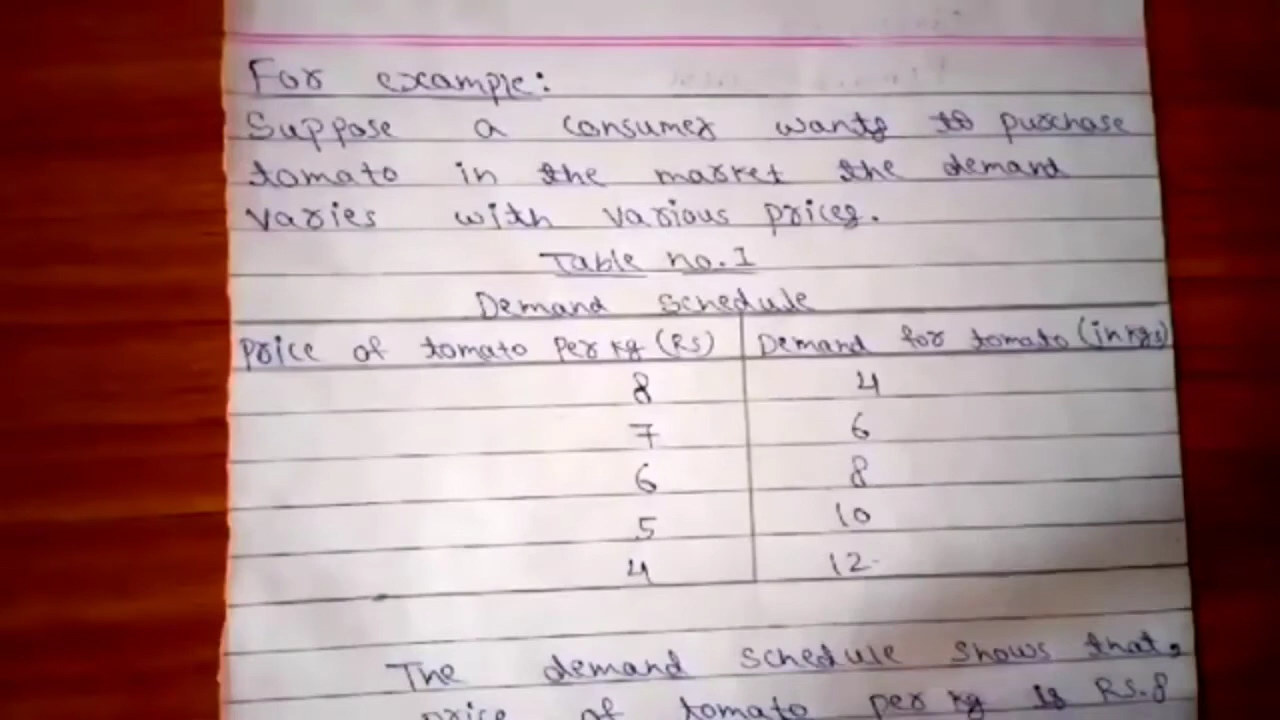 For example:
Suppose a consumer wants to purchase
tomato in the market the demand
varies with various prices.
Table no. 1
Demand Schedule
Price of tomato per kg (Rs) Demand for tomato (in kgs)
8 4
7 6
6 8
5 10
4 12
The demand schedule shows that,
price of tomato per kg is Rs. 8